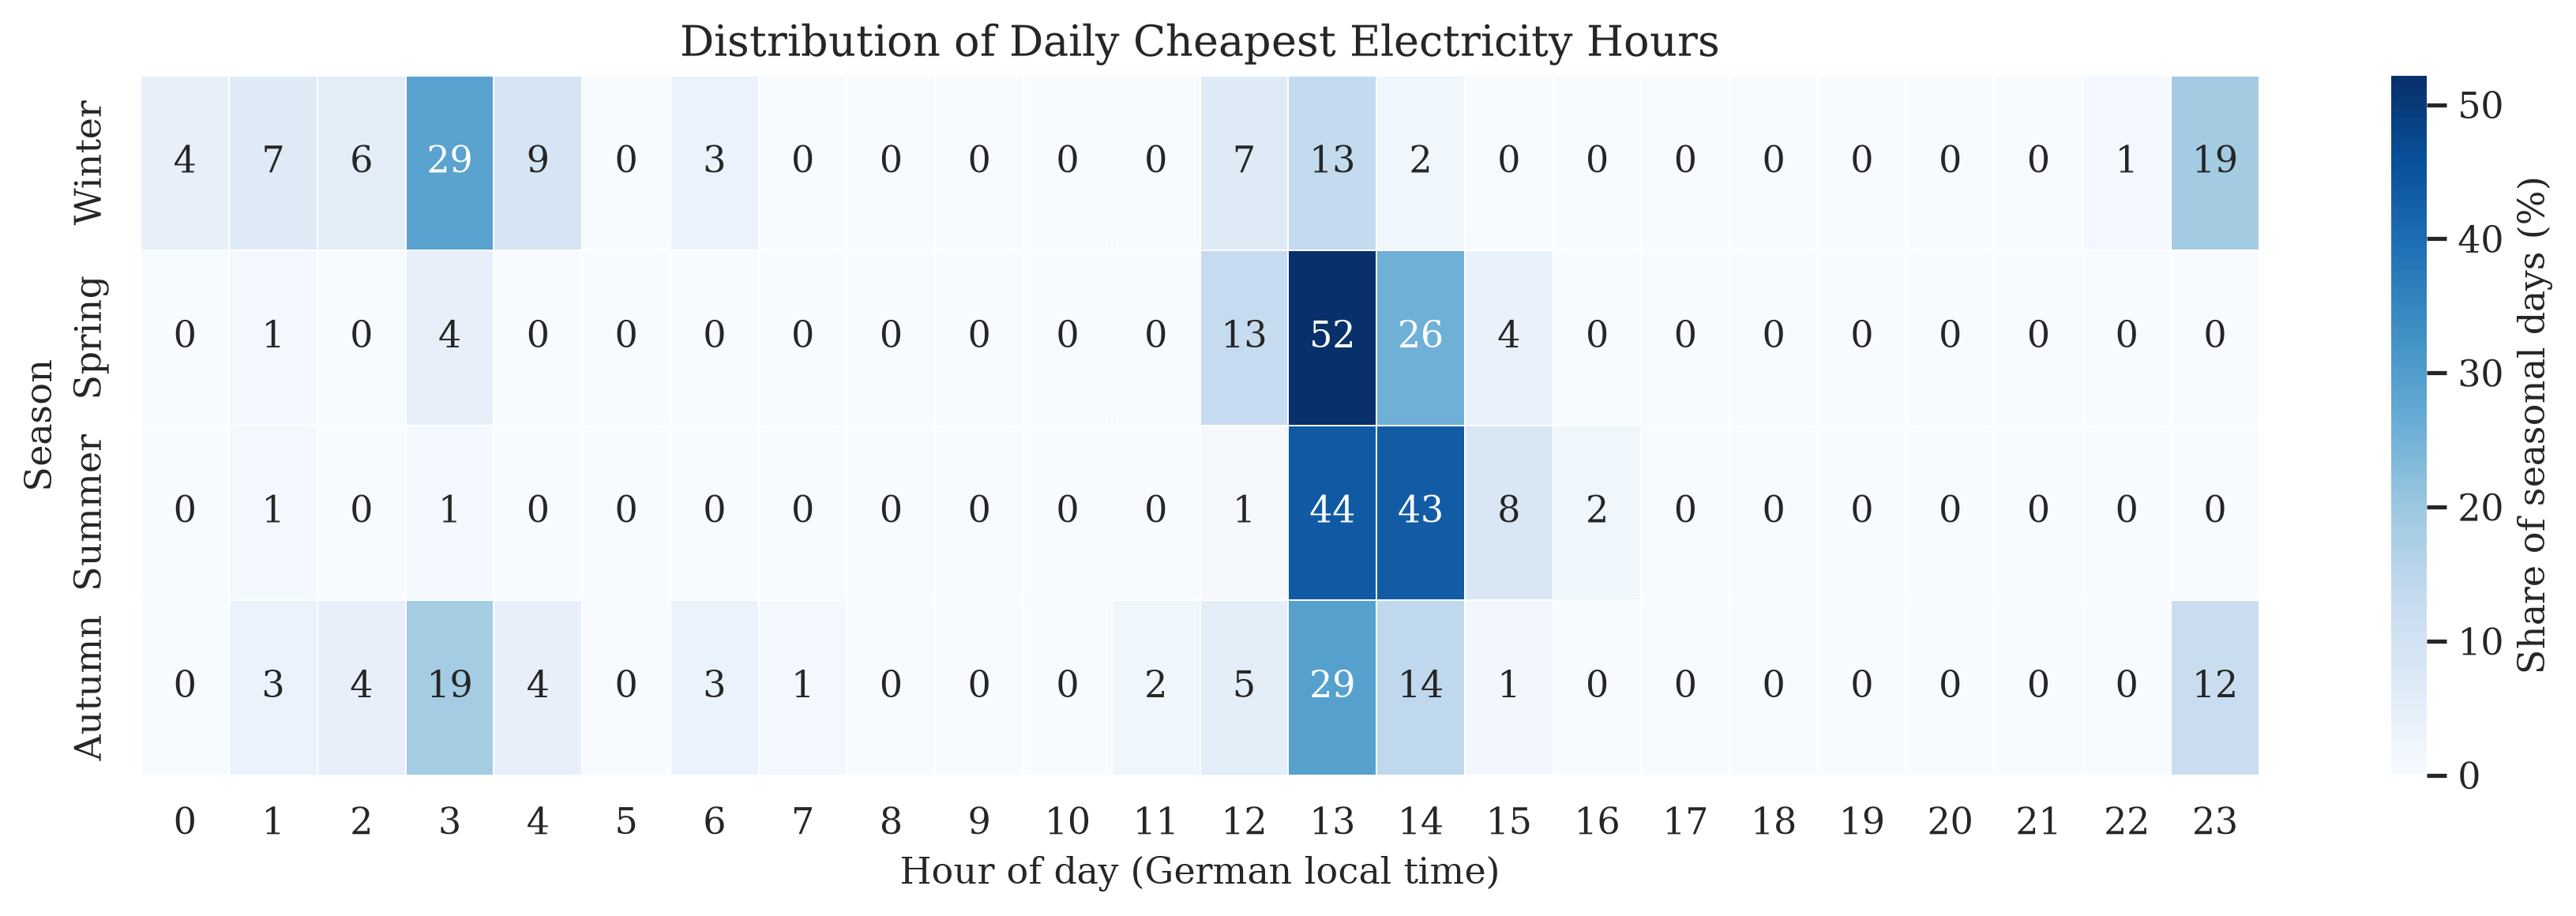 Distribution of Daily Cheapest Electricity Hours
Season
Winter
4 7 6 29 9 0 3 0 0 0 0 0 7 13 2 0 0 0 0 0 0 0 1 19
Spring
0 1 0 4 0 0 0 0 0 0 0 0 13 52 26 4 0 0 0 0 0 0 0 0
Summer
0 1 0 1 0 0 0 0 0 0 0 0 1 44 43 8 2 0 0 0 0 0 0 0
Autumn
0 3 4 19 4 0 3 1 0 0 0 2 5 29 14 1 0 0 0 0 0 0 0 12
0 1 2 3 4 5 6 7 8 9 10 11 12 13 14 15 16 17 18 19 20 21 22 23
Hour of day (German local time)
50
40
30
20
10
0
Share of seasonal days (%)